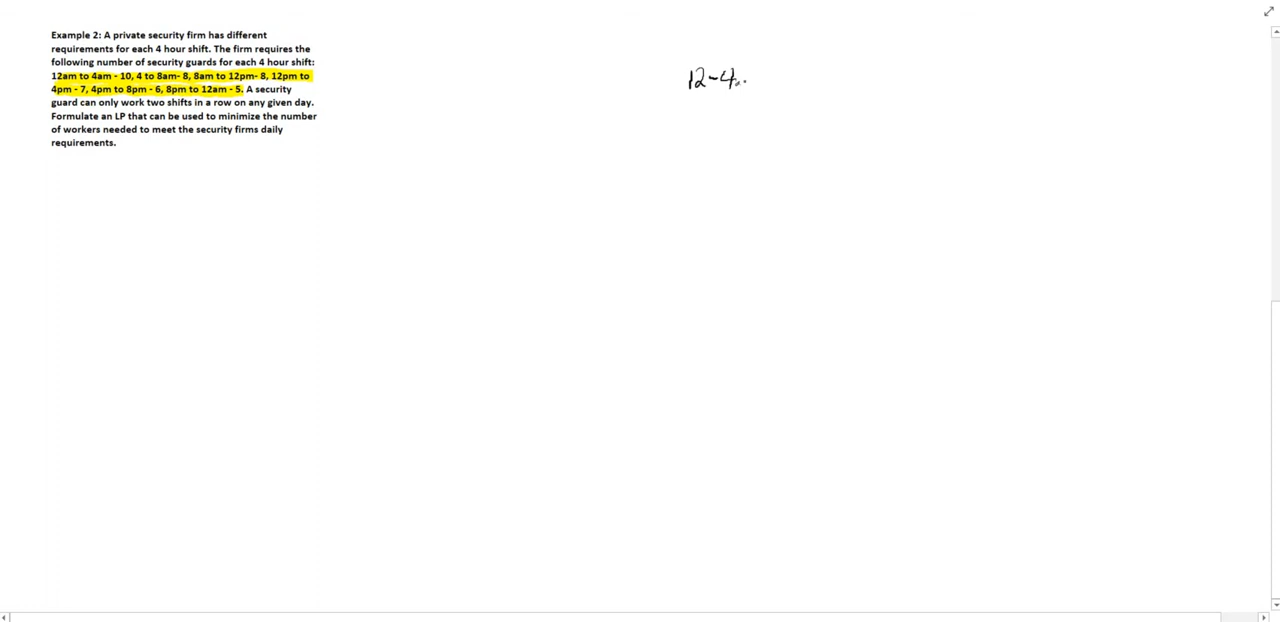 Example 2: A private security firm has different
requirements for each 4 hour shift. The firm requires the
following number of security guards for each 4 hour shift:
12am to 4am - 10, 4 to 8am- 8, 8am to 12pm- 8, 12pm to
4pm - 7, 4pm to 8pm - 6, 8pm to 12am - 5. A security
guard can only work two shifts in a row on any given day.
Formulate an LP that can be used to minimize the number
of workers needed to meet the security firms daily
requirements.
12-4